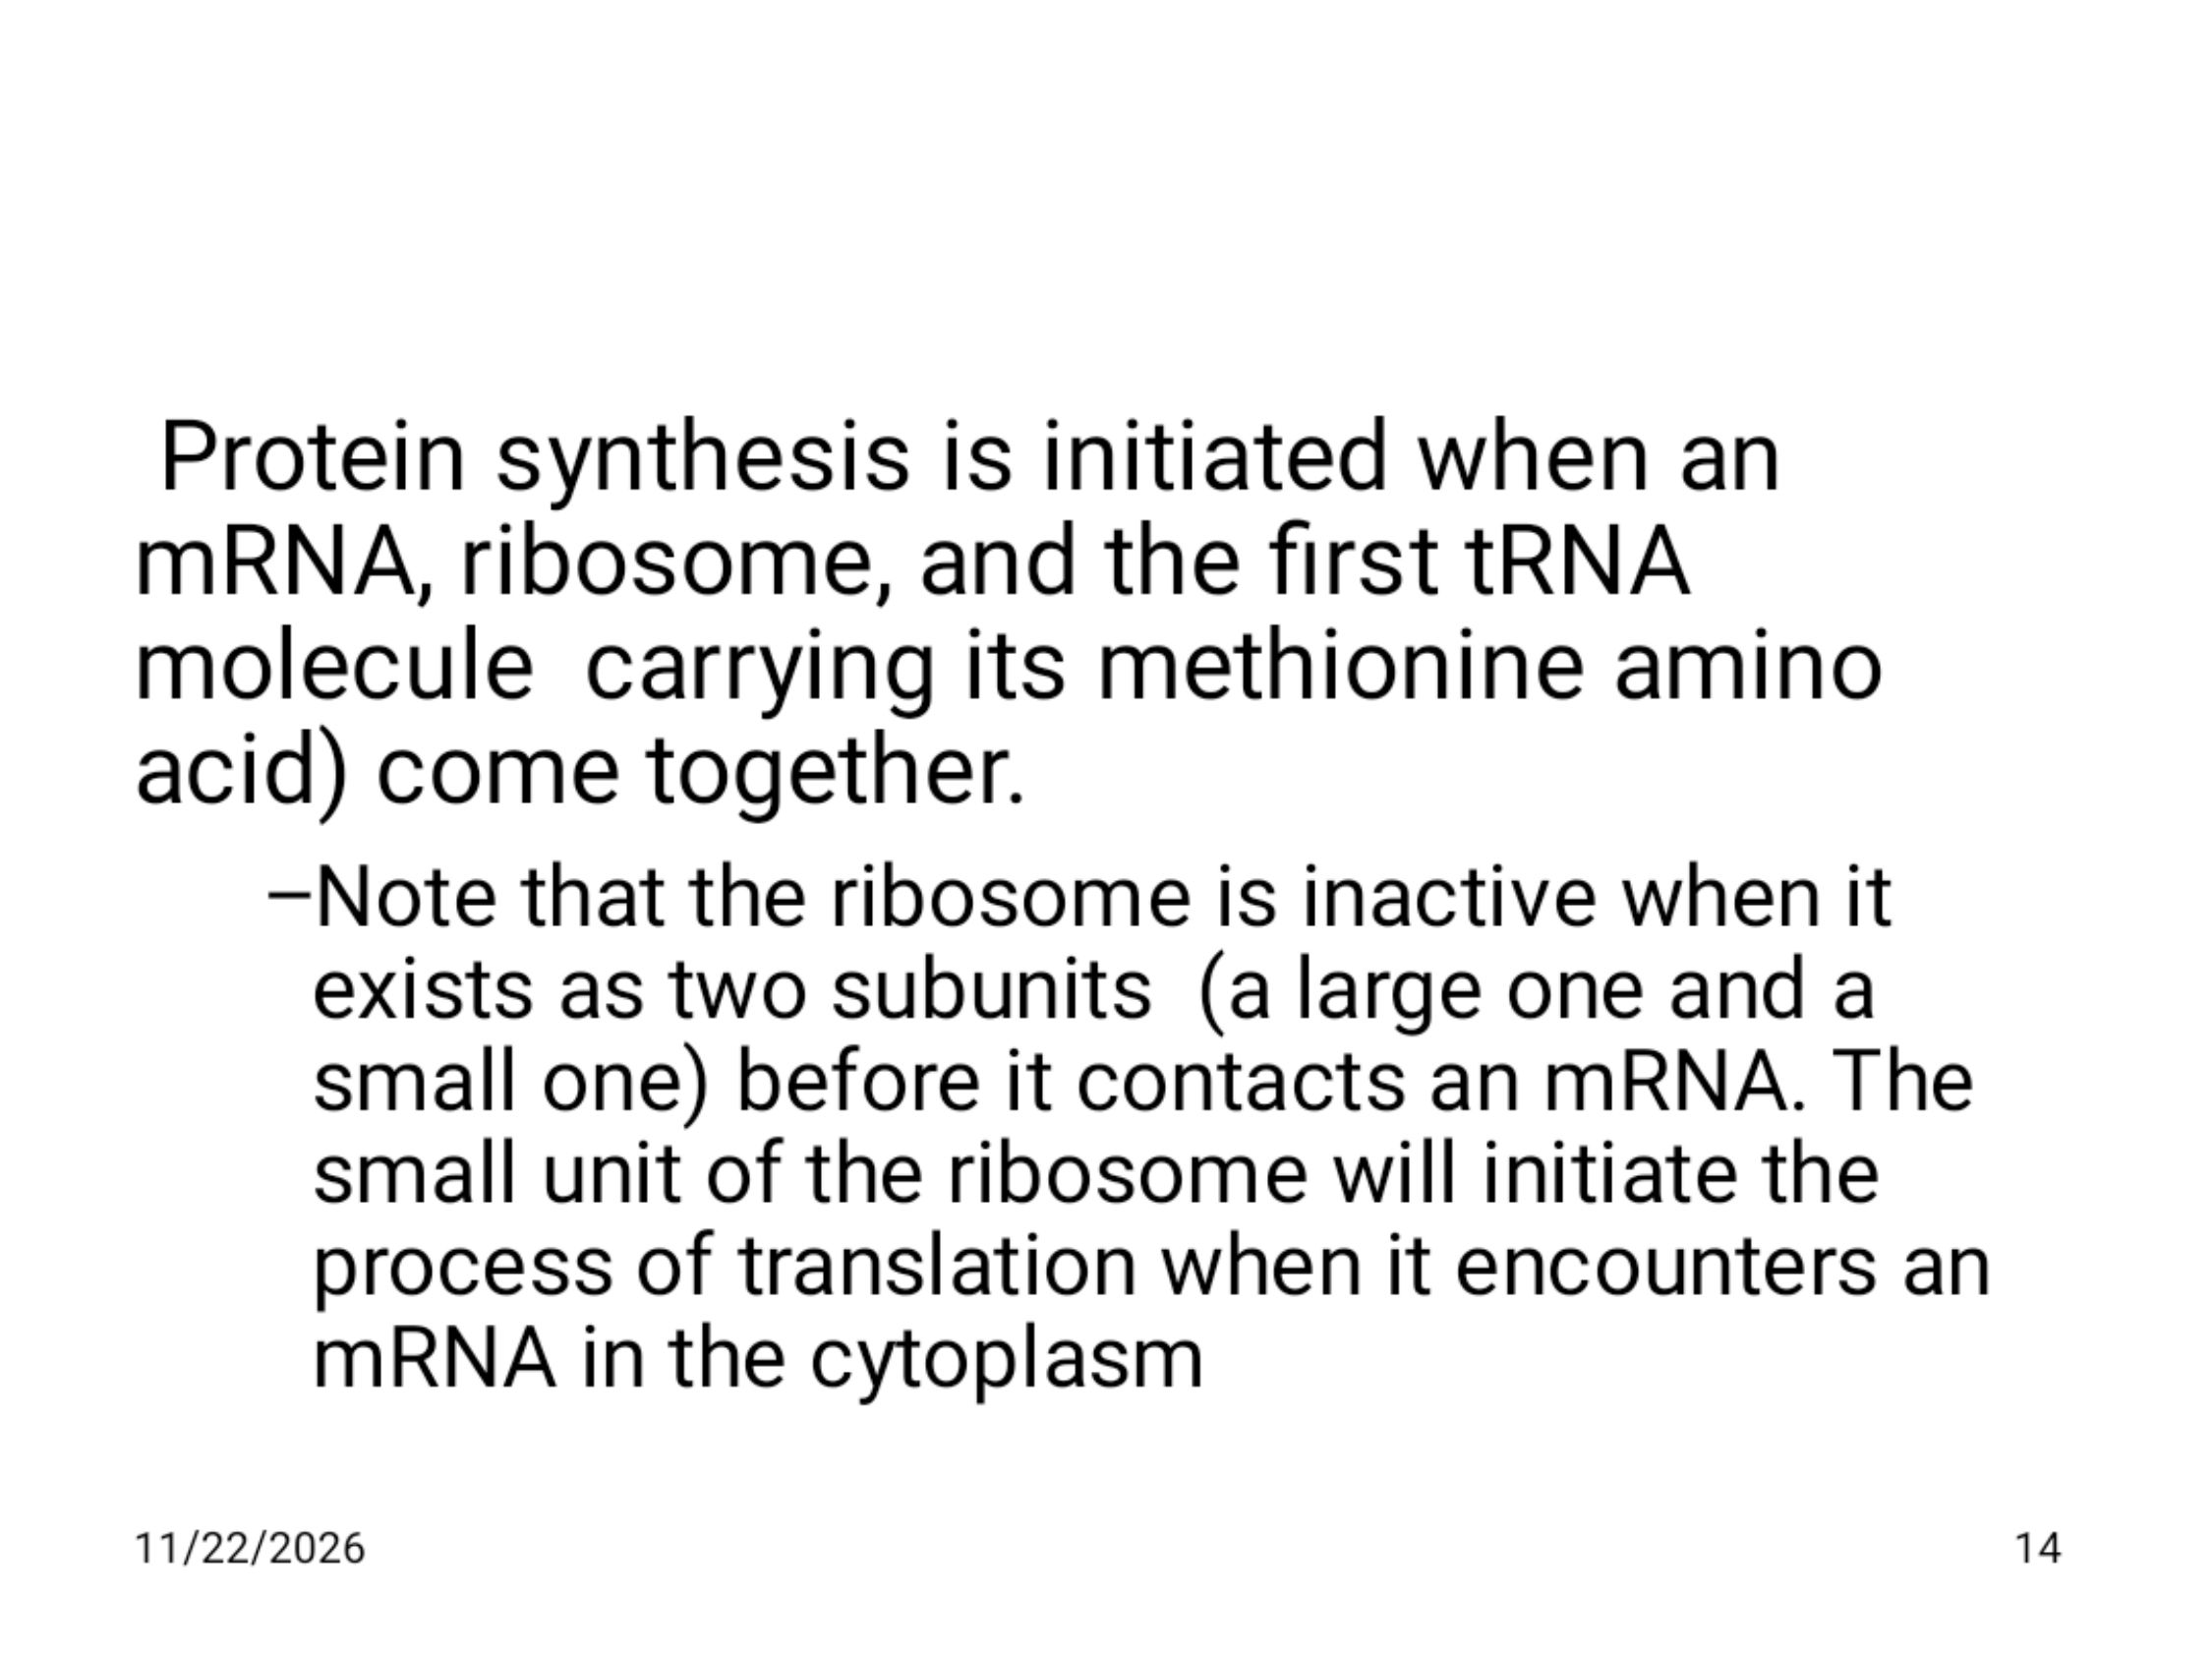 Protein synthesis is initiated when an
mRNA, ribosome, and the first tRNA
molecule  carrying its methionine amino
acid) come together.
–Note that the ribosome is inactive when it
exists as two subunits  (a large one and a
small one) before it contacts an mRNA. The
small unit of the ribosome will initiate the
process of translation when it encounters an
mRNA in the cytoplasm
11/22/2026
14